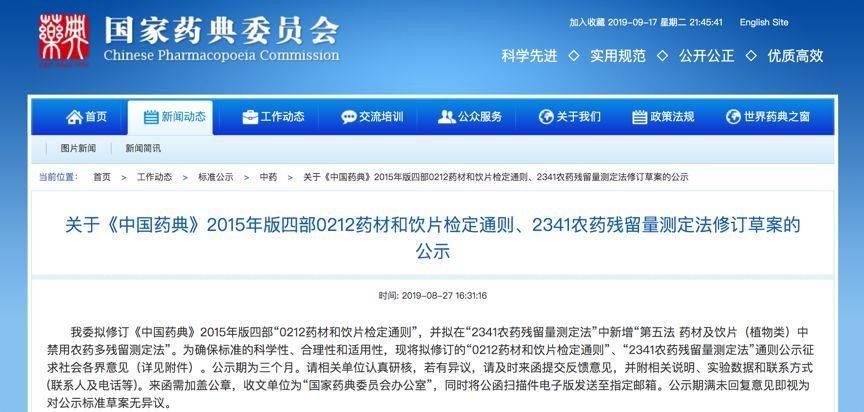 加入收藏 2019-09-17 星期二 21:45:41 English Site
藥典
国家药典委员会
Chinese Pharmacopoeia Commission
科学先进 ◇ 实用规范 ◇ 公开公正 ◇ 优质高效
首页 新闻动态 工作动态 交流培训 公众服务 关于我们 政策法规 世界药典之窗
图片新闻 新闻简讯
当前位置: 首页 > 工作动态 > 标准公示 > 中药 > 关于《中国药典》2015年版四部0212药材和饮片检定通则、2341农药残留量测定法修订草案的公示
关于《中国药典》2015年版四部0212药材和饮片检定通则、2341农药残留量测定法修订草案的
公示
时间: 2019-08-27 16:31:16
我委拟修订《中国药典》2015年版四部“0212药材和饮片检定通则”，并拟在“2341农药残留量测定法”中新增“第五法 药材及饮片（植物类）中
禁用农药多残留测定法”。为确保标准的科学性、合理性和适用性，现将拟修订的“0212药材和饮片检定通则”、“2341农药残留量测定法”通则公示征
求社会各界意见（详见附件）。公示期为三个月。请相关单位认真研核，若有异议，请及时来函提交反馈意见，并附相关说明、实验数据和联系方式
(联系人及电话等)。来函需加盖公章，收文单位为“国家药典委员会办公室”，同时将公函扫描件电子版发送至指定邮箱。公示期满未回复意见即视为
对公示标准草案无异议。